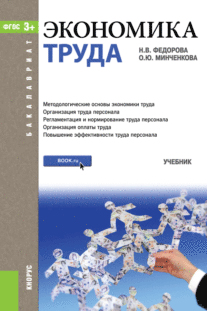 ФГОС 3+
БАКАЛАВРИАТ
ЭКОНОМИКА
ТРУДА
Н.В. ФЕДОРОВА
О.Ю. МИНЧЕНКОВА
Методологические основы экономики труда
Организация труда персонала
Регламентация и нормирование труда персонала
Организация оплаты труда
Повышение эффективности труда персонала
BOOK.ru
УЧЕБНИК
КНОРУС